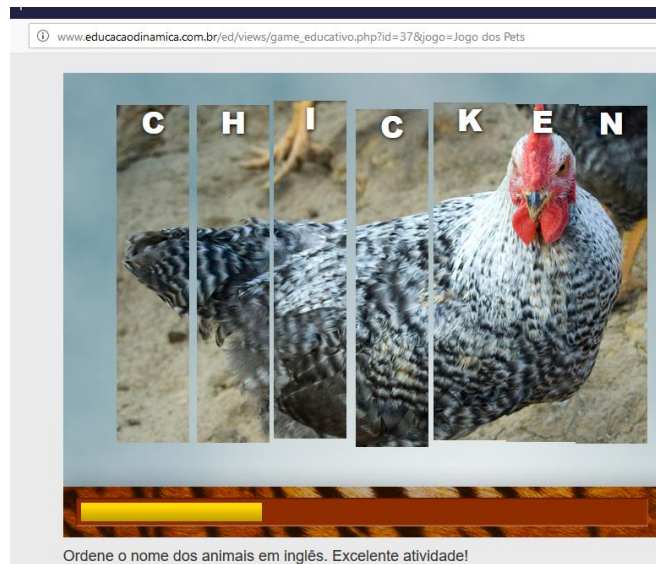 www.educacaodinamica.com.br/ed/views/game_educativo.php?id=37&jogo=Jogo dos Pets
C H I C K E N
Ordene o nome dos animais em inglês. Excelente atividade!